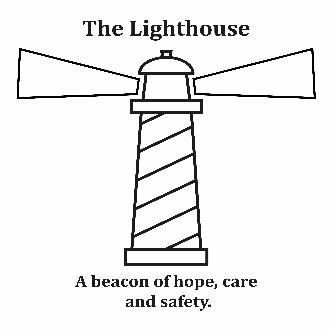 The Lighthouse
A beacon of hope, care
and safety.